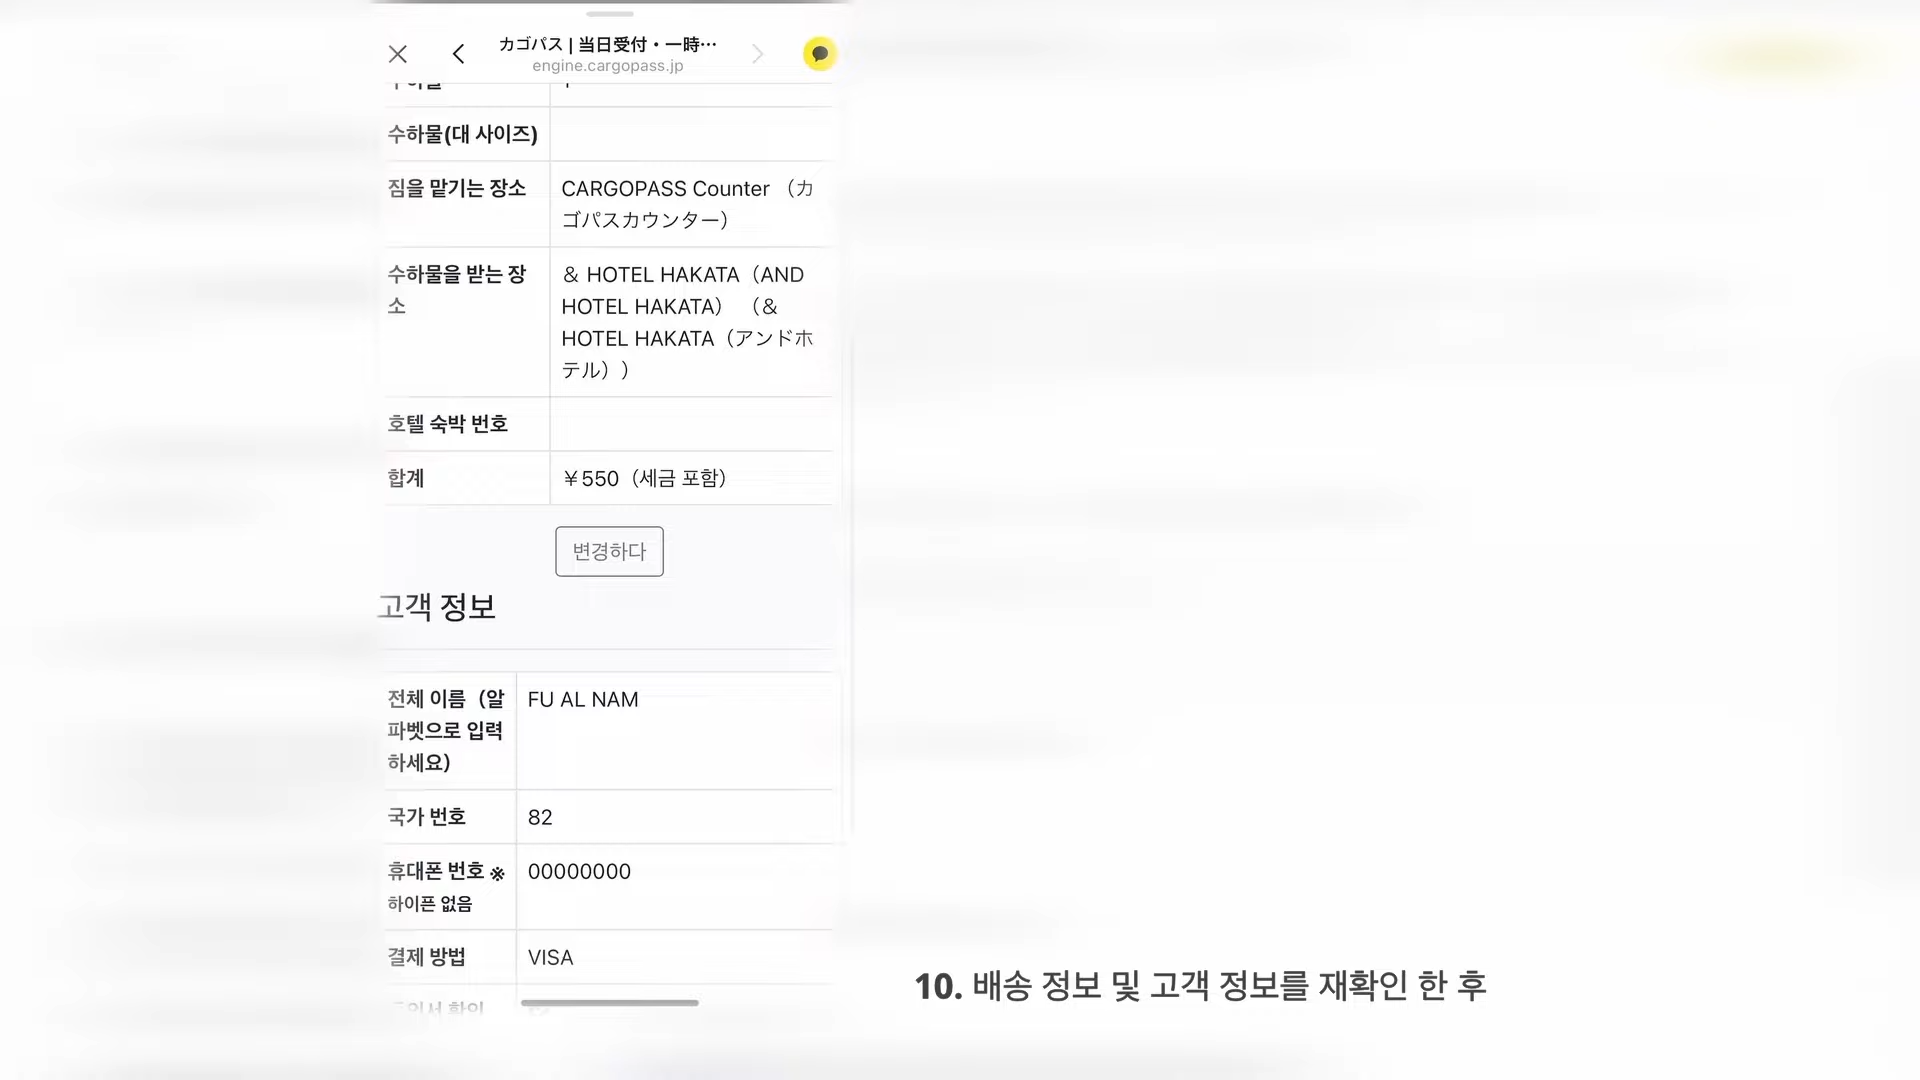 カゴパス | 当日受付・一時…
engine.cargopass.jp
수하물(대 사이즈)
짐을 맡기는 장소
CARGOPASS Counter （カ
ゴパスカウンター）
수하물을 받는 장
소
＆ HOTEL HAKATA（AND
HOTEL HAKATA） （＆
HOTEL HAKATA（アンドホ
テル））
호텔 숙박 번호
합계
￥550（세금 포함）
변경하다
고객 정보
전체 이름（알
파벳으로 입력
하세요）
FU AL NAM
국가 번호
82
휴대폰 번호 ※
하이픈 없음
00000000
결제 방법
VISA
10. 배송 정보 및 고객 정보를 재확인 한 후